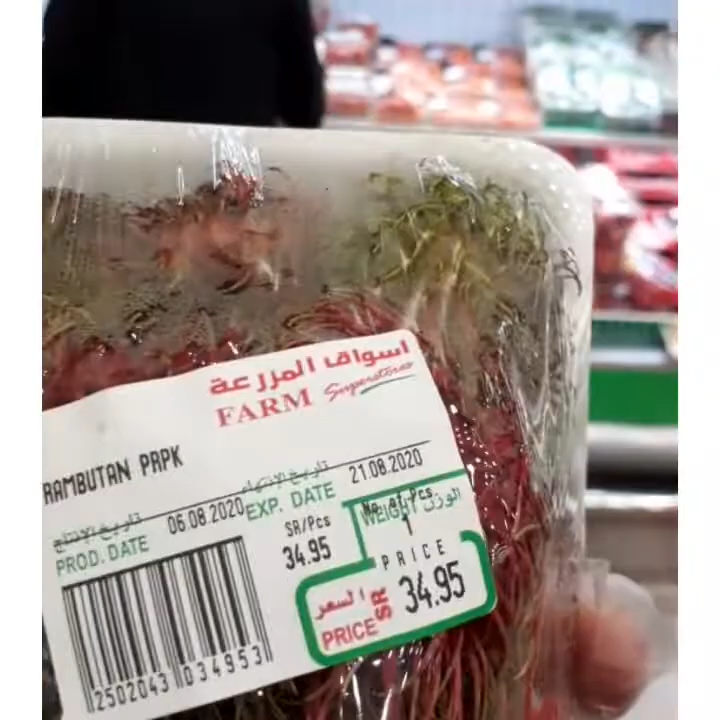 اسواق المزرعة
FARM Superstores
RAMBUTAN PRPK
تاريخ الانتاج تاريخ الانتهاء
PROD. DATE 06.08.2020 EXP. DATE 21.08.2020
SR/Pcs
34.95
No. of Pcs
WEIGHT الوزن
1
PRICE
السعر
PRICE SR 34.95
2502043 034953